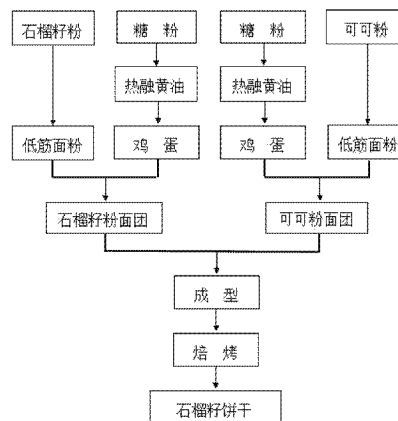 石榴籽粉 糖 粉 糖 粉 可可粉
热融黄油 热融黄油
低筋面粉 鸡 蛋 鸡 蛋 低筋面粉
石榴籽粉面团 可可粉面团
成 型
焙 烤
石榴籽饼干